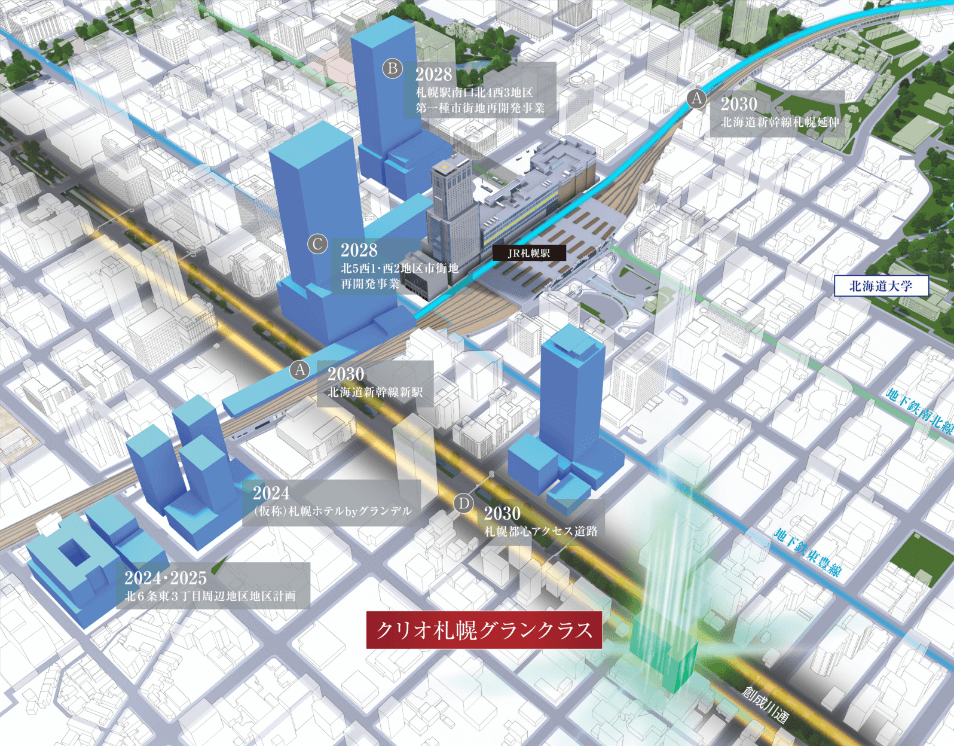 B
2028
札幌駅南口北4西3地区
第一種市街地再開発事業
A
2030
北海道新幹線札幌延伸
C
2028
北5西1・西2地区市街地
再開発事業
JR札幌駅
北海道大学
A
2030
北海道新幹線新駅
地下鉄南北線
2024
(仮称)札幌ホテルbyグランデル
D
2030
札幌都心アクセス道路
地下鉄東豊線
2024・2025
北6条東3丁目周辺地区地区計画
クリオ札幌グランクラス
創成川通